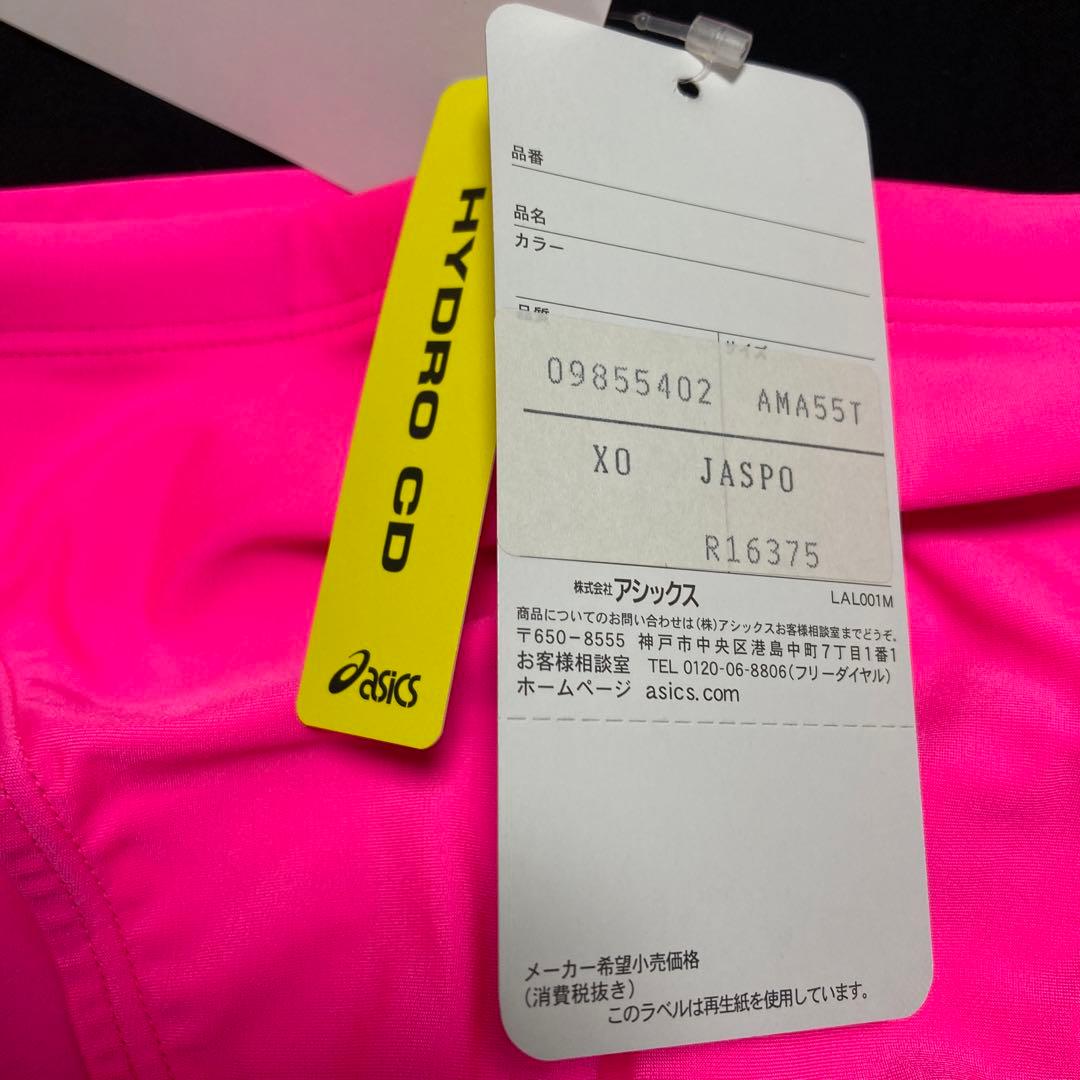 HYDRO CD
asics
品番
品名
カラー
品質
サイズ
09855402 AMA55T
XO JASPO
R16375
株式会社アシックス LAL001M
商品についてのお問い合わせは(株)アシックスお客様相談室までどうぞ。
〒650-8555 神戸市中央区港島中町7丁目1番1
お客様相談室 TEL 0120-06-8806(フリーダイヤル)
ホームページ asics.com
メーカー希望小売価格
(消費税抜き)
このラベルは再生紙を使用しています。